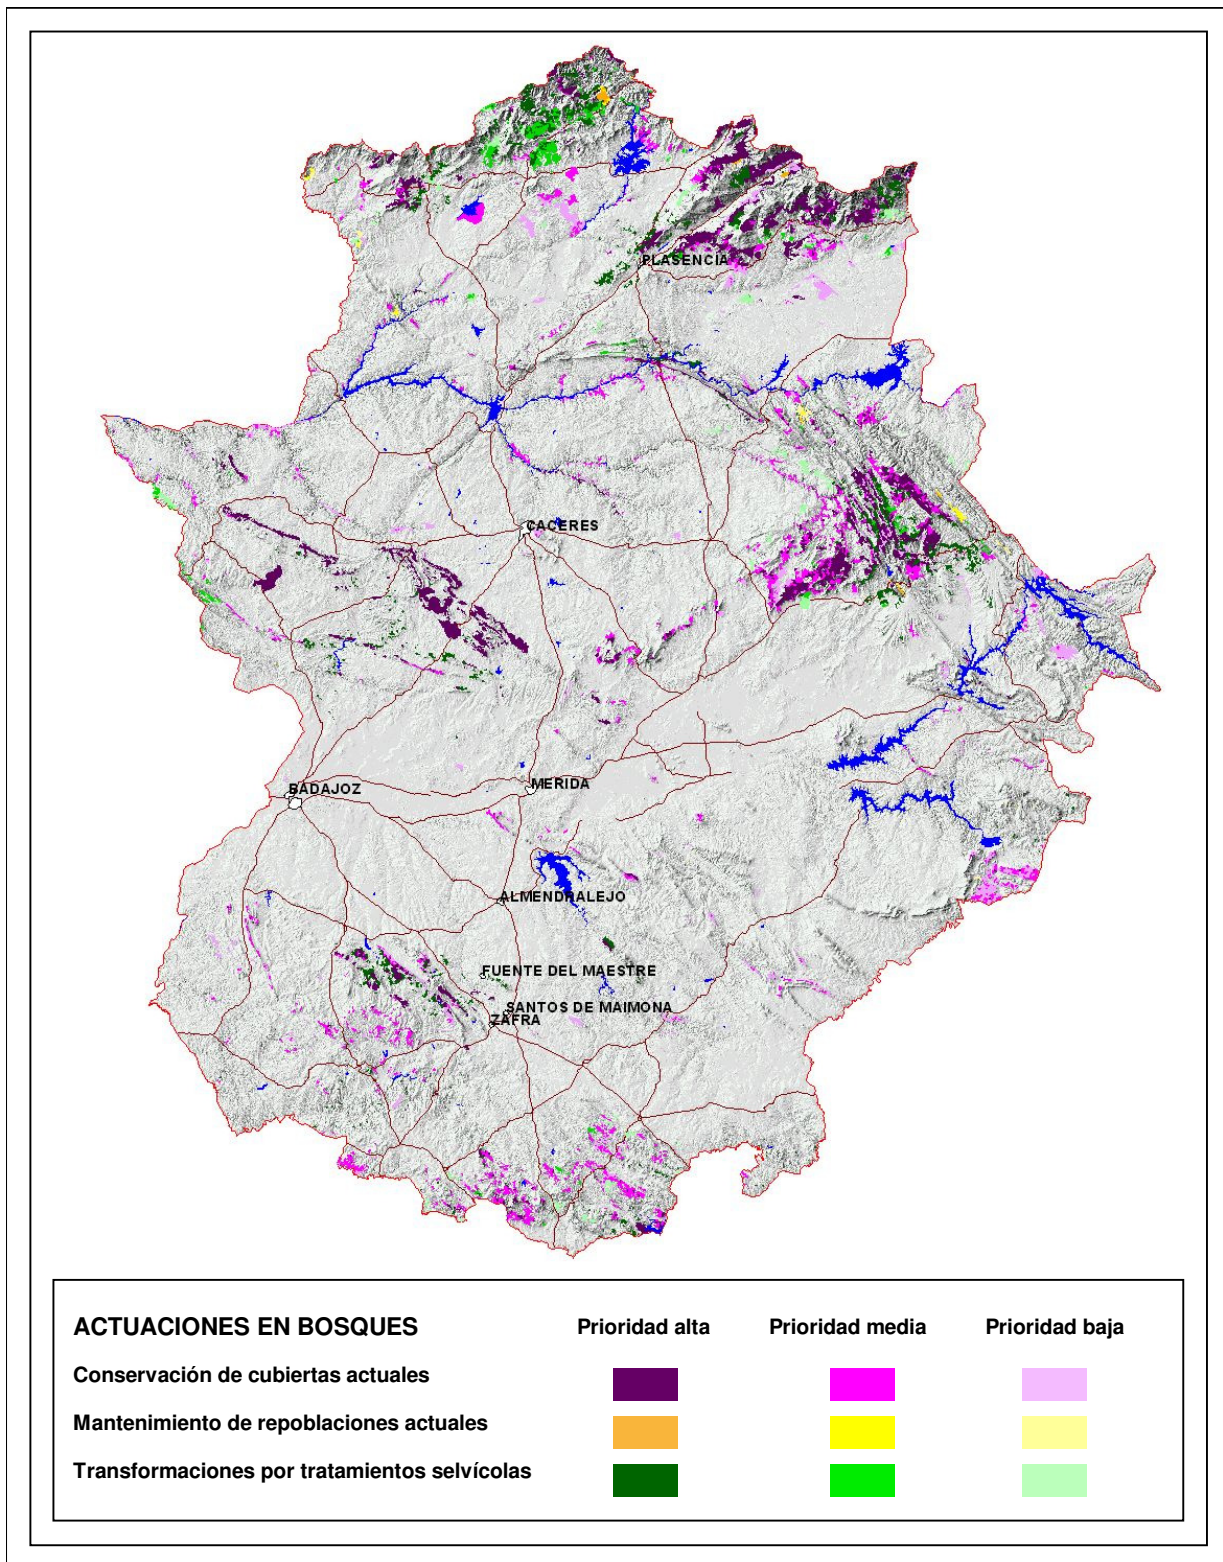 PLASENCIA
CACERES
BADAJOZ
MERIDA
ALMENDRALEJO
FUENTE DEL MAESTRE
SANTOS DE MAIMONA
ZAFRA
ACTUACIONES EN BOSQUES Prioridad alta Prioridad media Prioridad baja
Conservación de cubiertas actuales
Mantenimiento de repoblaciones actuales
Transformaciones por tratamientos selvícolas